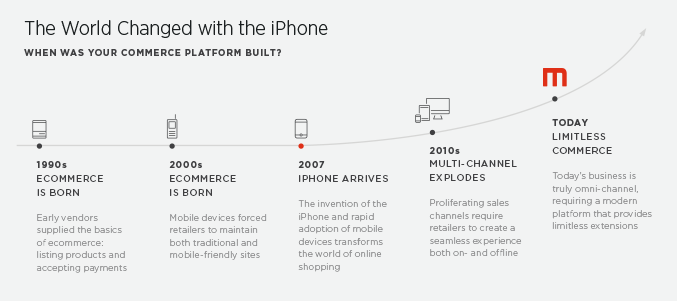 The World Changed with the iPhone
WHEN WAS YOUR COMMERCE PLATFORM BUILT?
1990s
ECOMMERCE
IS BORN
Early vendors
supplied the basics
of ecommerce:
listing products and
accepting payments
2000s
ECOMMERCE
IS BORN
Mobile devices forced
retailers to maintain
both traditional and
mobile-friendly sites
2007
IPHONE ARRIVES
The invention of the
iPhone and rapid
adoption of mobile
devices transforms
the world of online
shopping
2010s
MULTI-CHANNEL
EXPLODES
Proliferating sales
channels require
retailers to create a
seamless experience
both on- and offline
m
TODAY
LIMITLESS
COMMERCE
Today's business is
truly omni-channel,
requiring a modern
platform that provides
limitless extensions